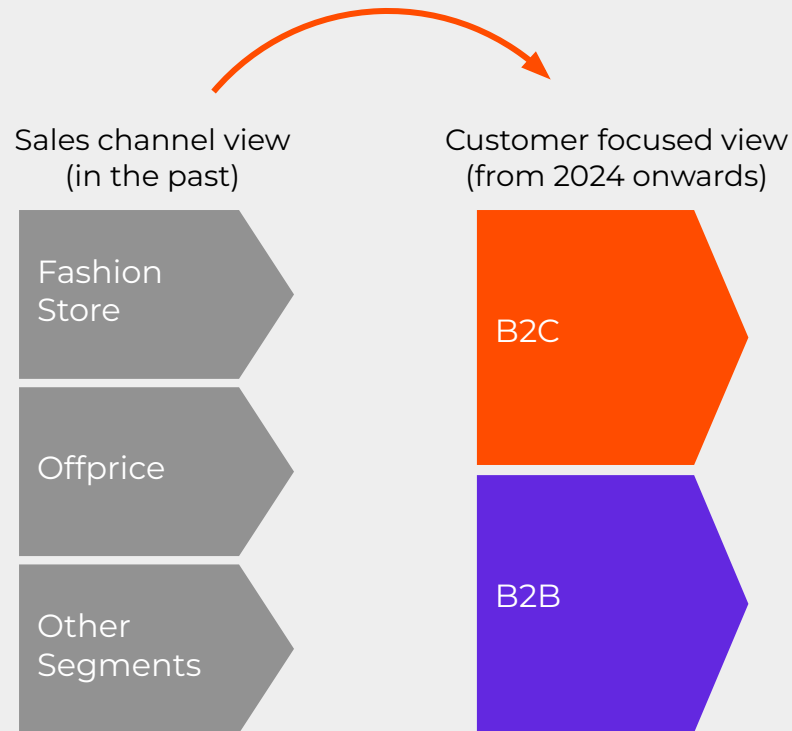 Sales channel view
(in the past)
Fashion
Store
Offprice
Other
Segments
Customer focused view
(from 2024 onwards)
B2C
B2B